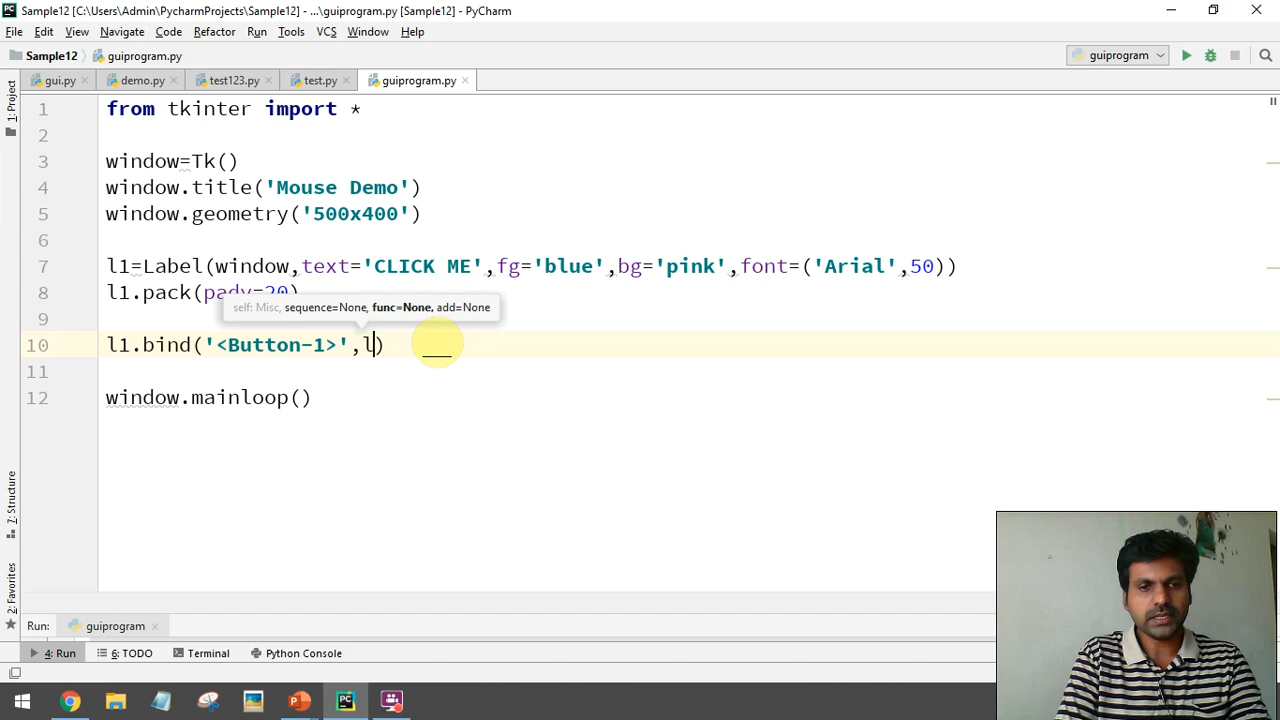 Sample12 [C:\Users\Admin\PycharmProjects\Sample12] - ...\guiprogram.py [Sample12] - PyCharm
File Edit View Navigate Code Refactor Run Tools VCS Window Help
Sample12 guiprogram.py guiprogram
gui.py demo.py test123.py test.py guiprogram.py
1 from tkinter import *
2
3 window=Tk()
4 window.title('Mouse Demo')
5 window.geometry('500x400')
6
7 l1=Label(window,text='CLICK ME',fg='blue',bg='pink',font=('Arial',50))
8 l1.pack(pady=20)
self: Misc, sequence=None, func=None, add=None
9
10 l1.bind('<Button-1>',l)
11
12 window.mainloop()
1: Project
7: Structure
2: Favorites
Run: guiprogram
4: Run 6: TODO Terminal Python Console